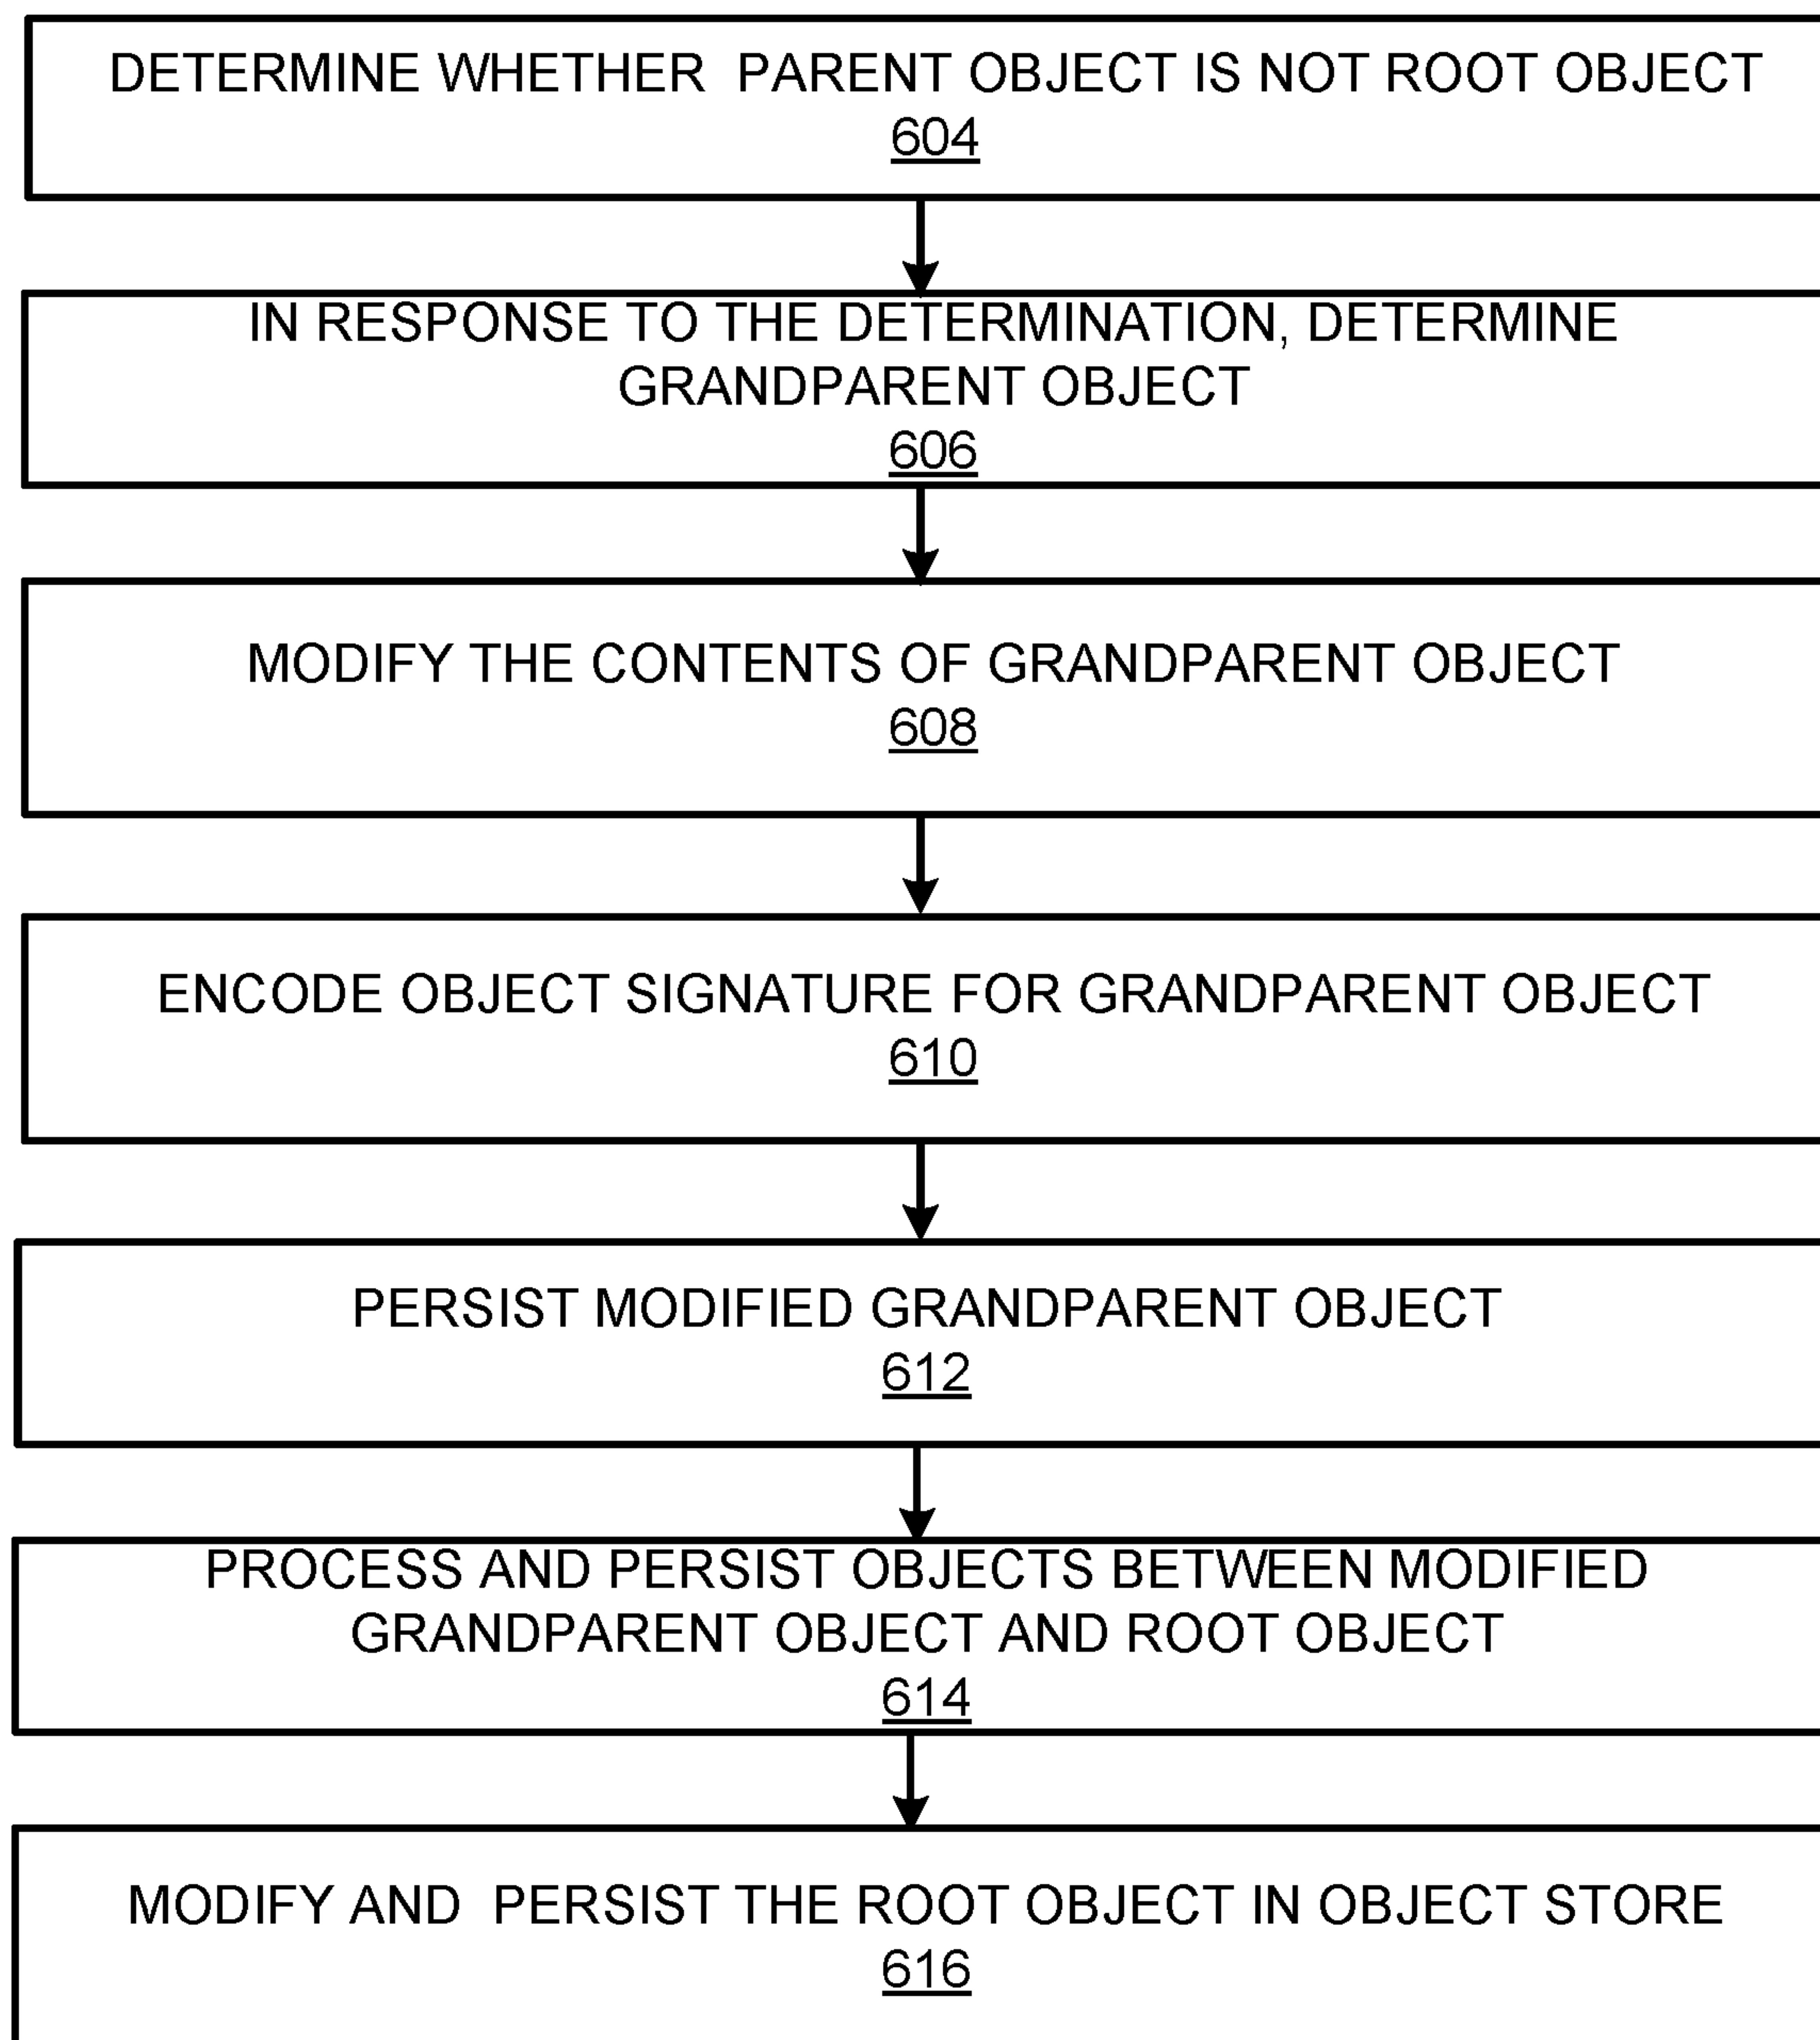 DETERMINE WHETHER PARENT OBJECT IS NOT ROOT OBJECT
604
IN RESPONSE TO THE DETERMINATION, DETERMINE
GRANDPARENT OBJECT
606
MODIFY THE CONTENTS OF GRANDPARENT OBJECT
608
ENCODE OBJECT SIGNATURE FOR GRANDPARENT OBJECT
610
PERSIST MODIFIED GRANDPARENT OBJECT
612
PROCESS AND PERSIST OBJECTS BETWEEN MODIFIED
GRANDPARENT OBJECT AND ROOT OBJECT
614
MODIFY AND PERSIST THE ROOT OBJECT IN OBJECT STORE
616